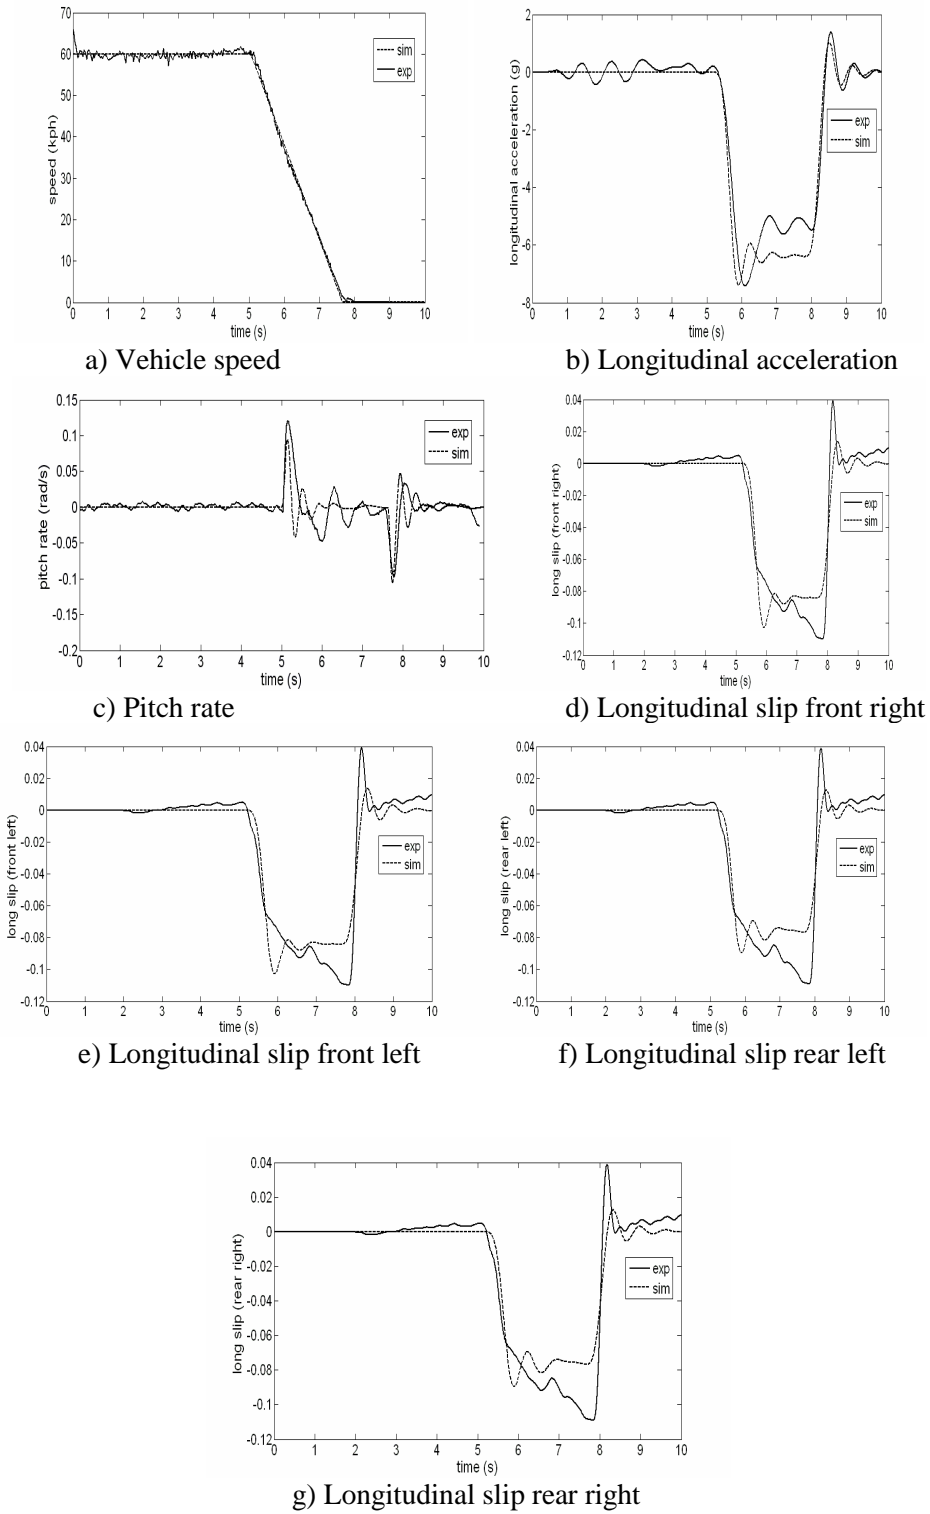 70
60
50
40
30
20
10
0
speed (kph)
sim
exp
0 1 2 3 4 5 6 7 8 9 10
time (s)
a) Vehicle speed
2
0
-2
-4
-6
-8
longitudinal acceleration (g)
exp
sim
0 1 2 3 4 5 6 7 8 9 10
time (s)
b) Longitudinal acceleration
0.15
0.1
0.05
0
-0.05
-0.1
-0.15
-0.2
pitch rate (rad/s)
exp
sim
0 1 2 3 4 5 6 7 8 9 10
time (s)
c) Pitch rate
0.04
0.02
0
-0.02
-0.04
-0.06
-0.08
-0.1
-0.12
long slip (front right)
exp
sim
0 1 2 3 4 5 6 7 8 9 10
time (s)
d) Longitudinal slip front right
0.04
0.02
0
-0.02
-0.04
-0.06
-0.08
-0.1
-0.12
long slip (front left)
exp
sim
0 1 2 3 4 5 6 7 8 9 10
time (s)
e) Longitudinal slip front left
0.04
0.02
0
-0.02
-0.04
-0.06
-0.08
-0.1
-0.12
long slip (rear left)
exp
sim
0 1 2 3 4 5 6 7 8 9 10
time (s)
f) Longitudinal slip rear left
0.04
0.02
0
-0.02
-0.04
-0.06
-0.08
-0.1
-0.12
long slip (rear right)
exp
sim
0 1 2 3 4 5 6 7 8 9 10
time (s)
g) Longitudinal slip rear right